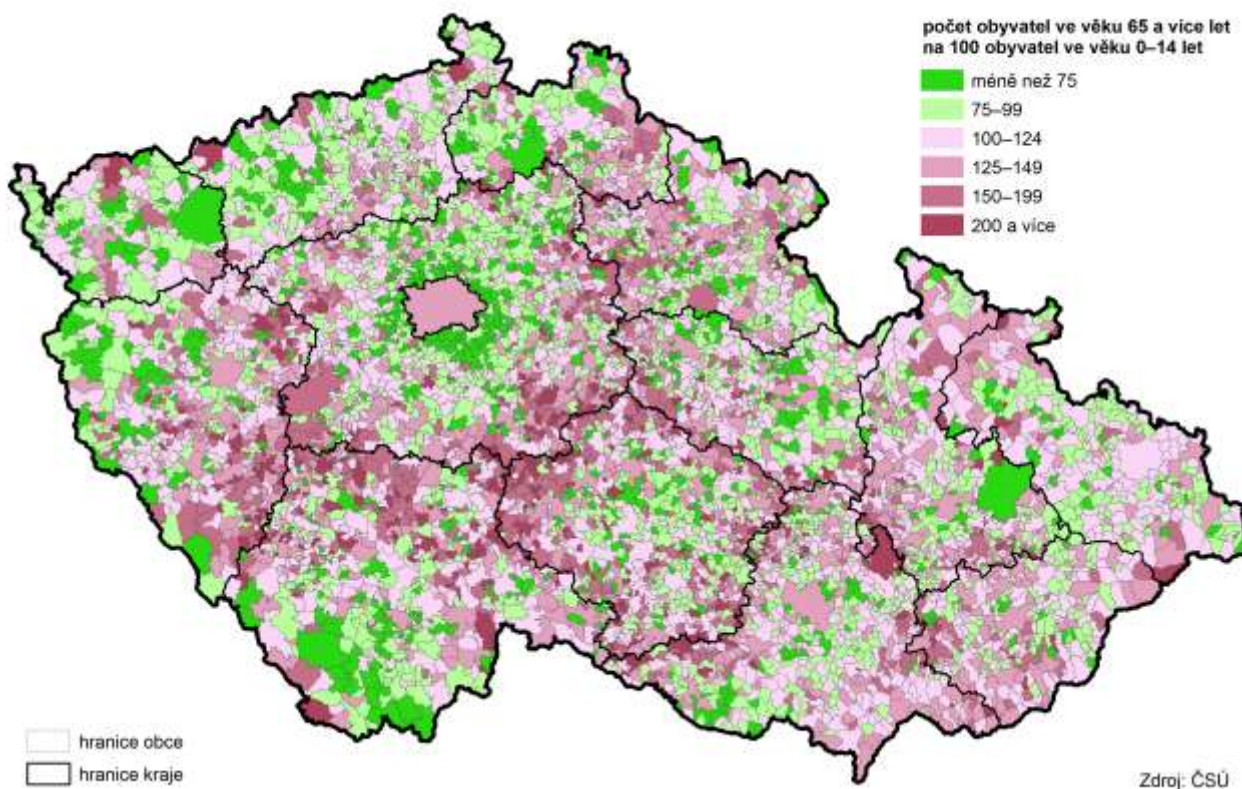 počet obyvatel ve věku 65 a více let
na 100 obyvatel ve věku 0–14 let
méně než 75
75–99
100–124
125–149
150–199
200 a více
hranice obce
hranice kraje
Zdroj: ČSÚ